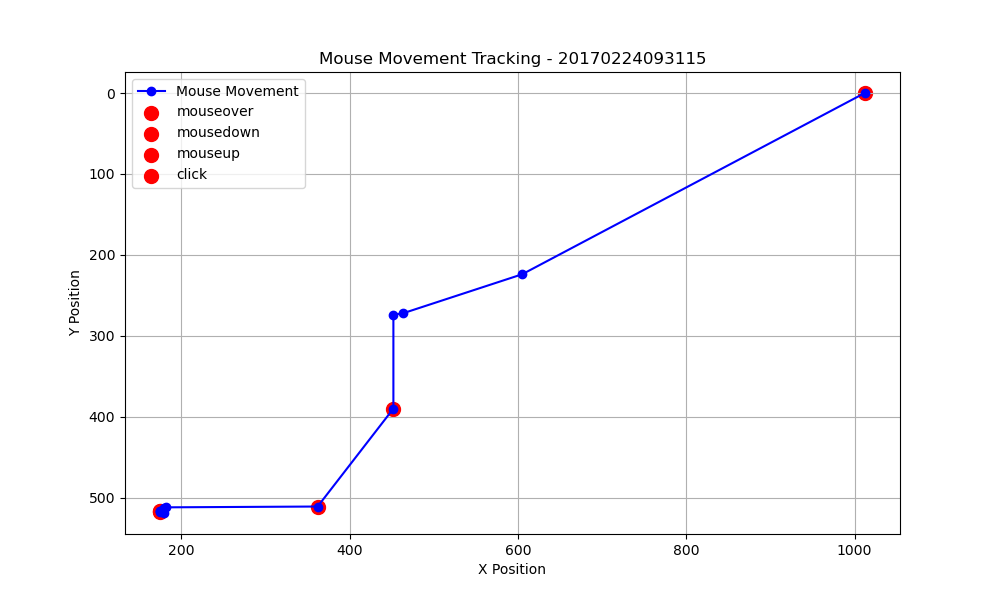 Mouse Movement Tracking - 20170224093115
Mouse Movement
mouseover
mousedown
mouseup
click
0
100
200
300
400
500
Y Position
200
400
600
800
1000
X Position